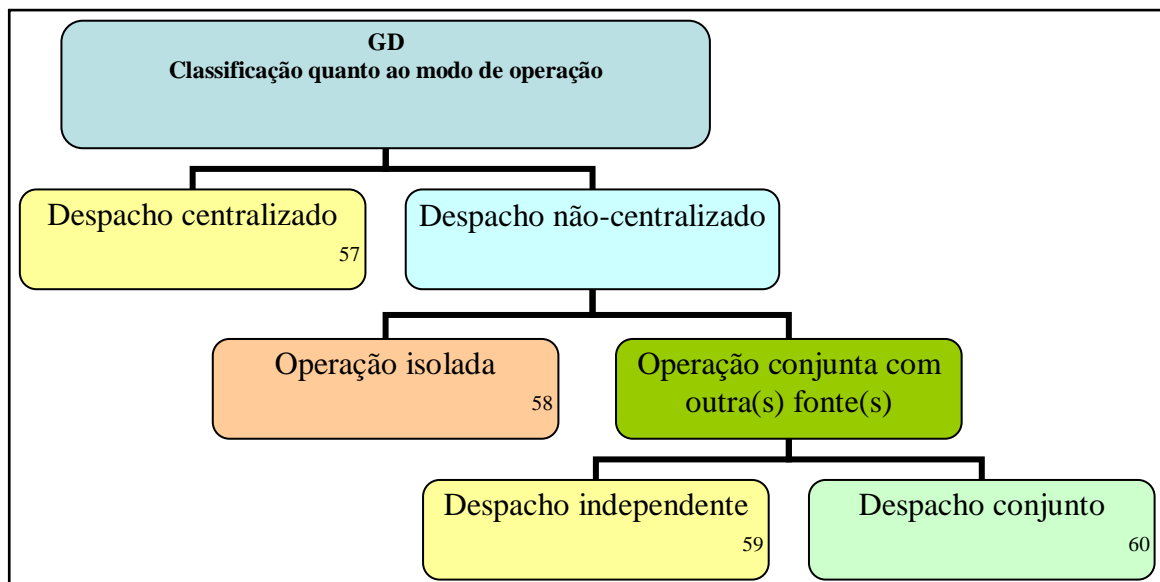 GD
Classificação quanto ao modo de operação
Despacho centralizado
57
Despacho não-centralizado
Operação isolada
58
Operação conjunta com
outra(s) fonte(s)
Despacho independente
59
Despacho conjunto
60